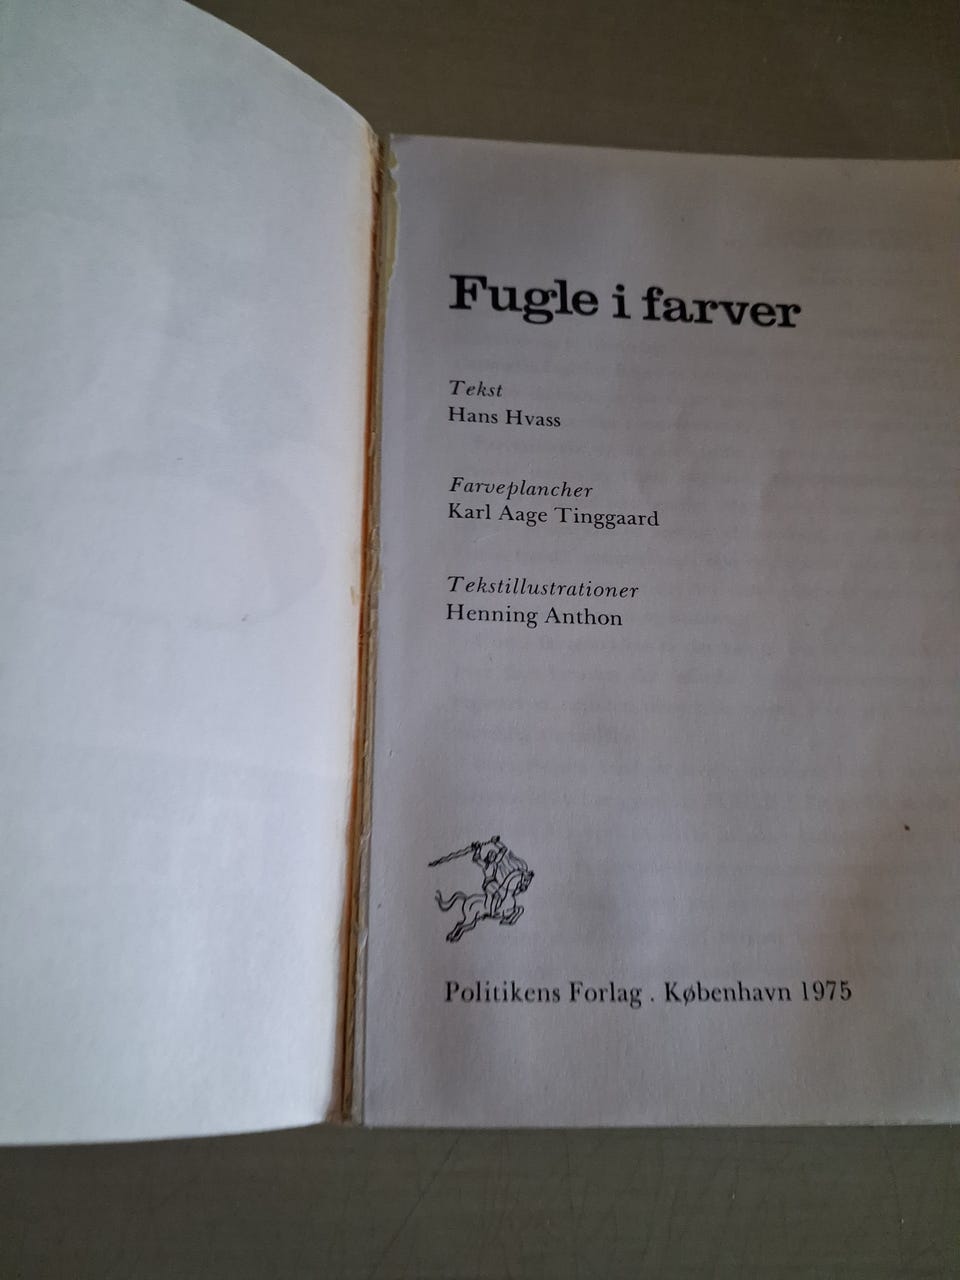 Fugle i farver
Tekst
Hans Hvass
Farveplancher
Karl Aage Tinggaard
Tekstillustrationer
Henning Anthon
Politikens Forlag . København 1975